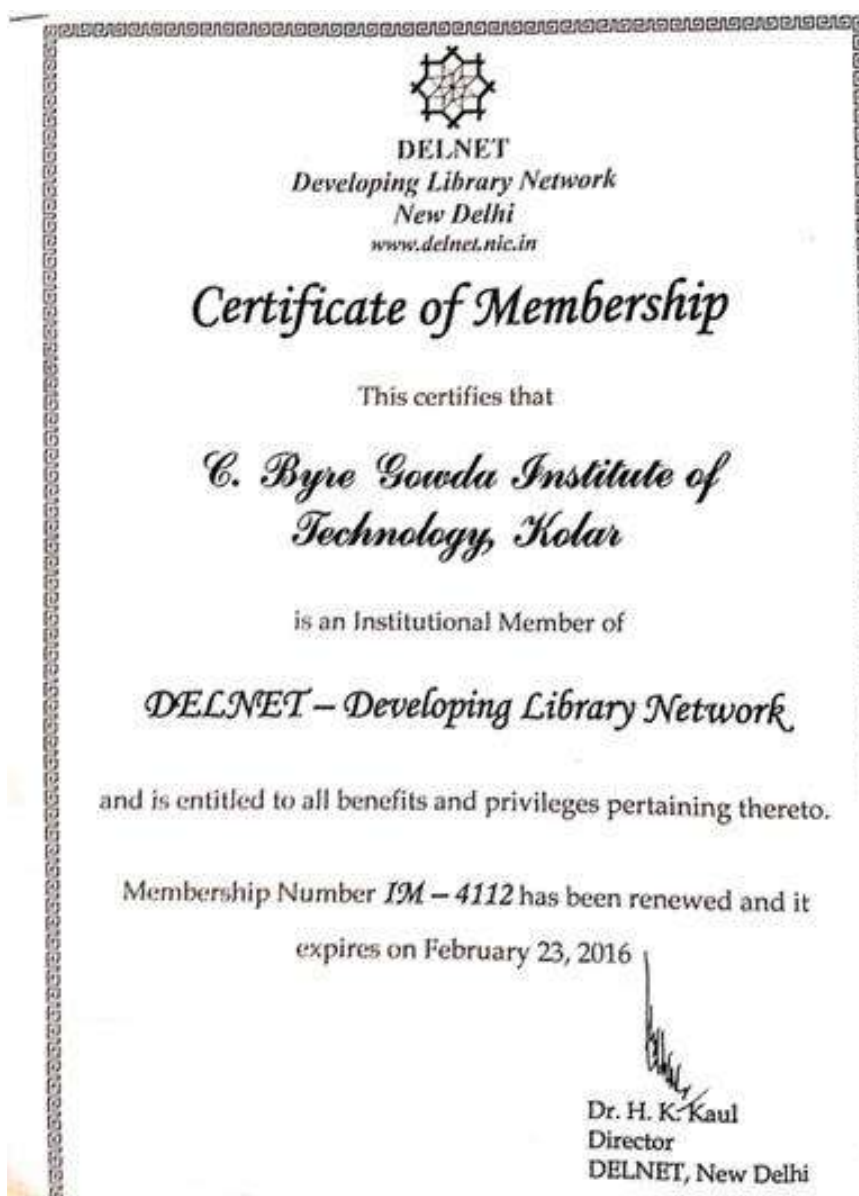 DELNET
Developing Library Network
New Delhi
www.delnet.nic.in
Certificate of Membership
This certifies that
C. Byre Gowda Institute of
Technology, Kolar
is an Institutional Member of
DELNET – Developing Library Network
and is entitled to all benefits and privileges pertaining thereto.
Membership Number IM – 4112 has been renewed and it
expires on February 23, 2016
Dr. H. K. Kaul
Director
DELNET, New Delhi